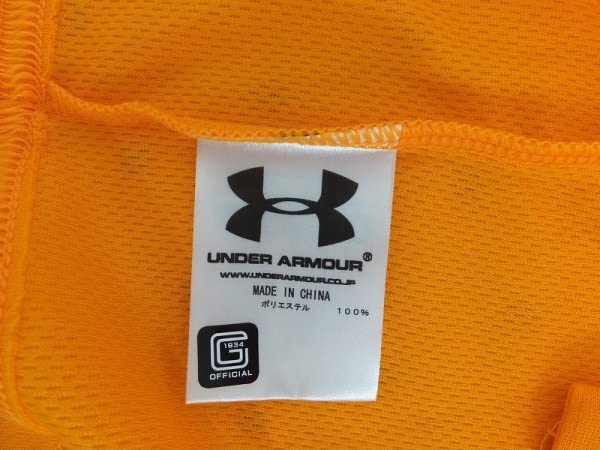 UNDER ARMOUR®
WWW.UNDERARMOUR.CO.JP
MADE IN CHINA
ポリエステル 100%
1934
G
OFFICIAL